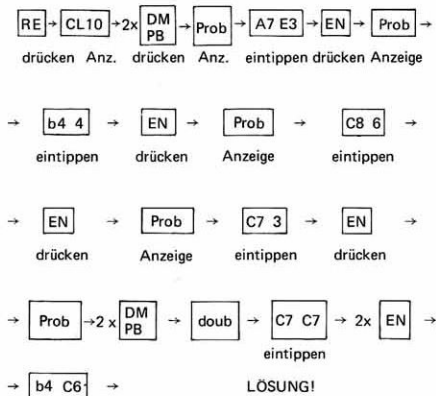 RE → CL10 → 2x DM PB → Prob → A7 E3 → EN → Prob →
drücken Anz. drücken Anz. eintippen drücken Anzeige
→ b4 4 → EN → Prob → C8 6 →
eintippen drücken Anzeige eintippen
→ EN → Prob → C7 3 → EN →
drücken Anzeige eintippen drücken
→ Prob → 2 x DM PB → doub → C7 C7 → 2x EN →
eintippen
→ b4 C6 → LÖSUNG!